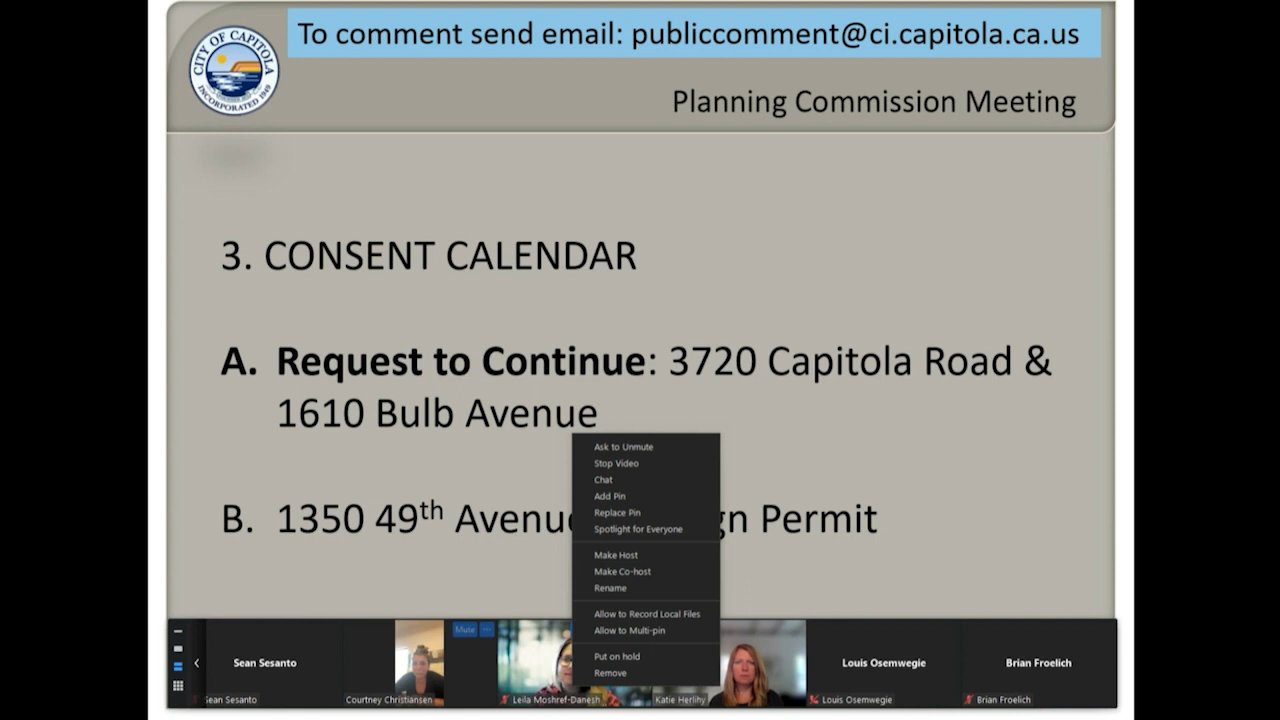 To comment send email: publiccomment@ci.capitola.ca.us
CITY OF CAPITOLA
INCORPORATED 1949
Planning Commission Meeting
3. CONSENT CALENDAR
A. Request to Continue: 3720 Capitola Road &
1610 Bulb Avenue
B. 1350 49th Avenue gn Permit
Ask to Unmute
Stop Video
Chat
Add Pin
Replace Pin
Spotlight for Everyone
Make Host
Make Co-host
Rename
Allow to Record Local Files
Allow to Multi-pin
Put on hold
Remove
Mute
Sean Sesanto
Louis Osemwegie
Brian Froelich
Sean Sesanto
Courtney Christiansen
Leila Moshref-Danesh
Katie Herlihy
Louis Osemwegie
Brian Froelich